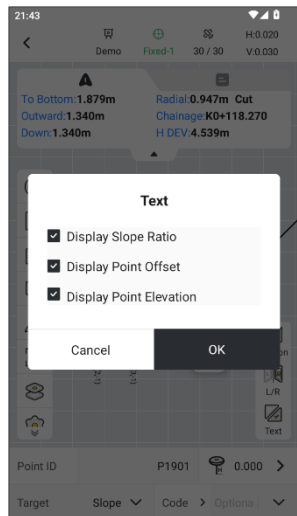 21:43
Demo
Fixed-1
30 / 30
H:0.020
V:0.030
To Bottom:1.879m
Radial:0.947m Cut
Outward:1.340m
Chainage:K0+118.270
Down:1.340m
H DEV:4.539m
Text
Display Slope Ratio
Display Point Offset
Display Point Elevation
Cancel
OK
L/R
Text
Point ID
P1901
0.000
Target
Slope
Code
Optional